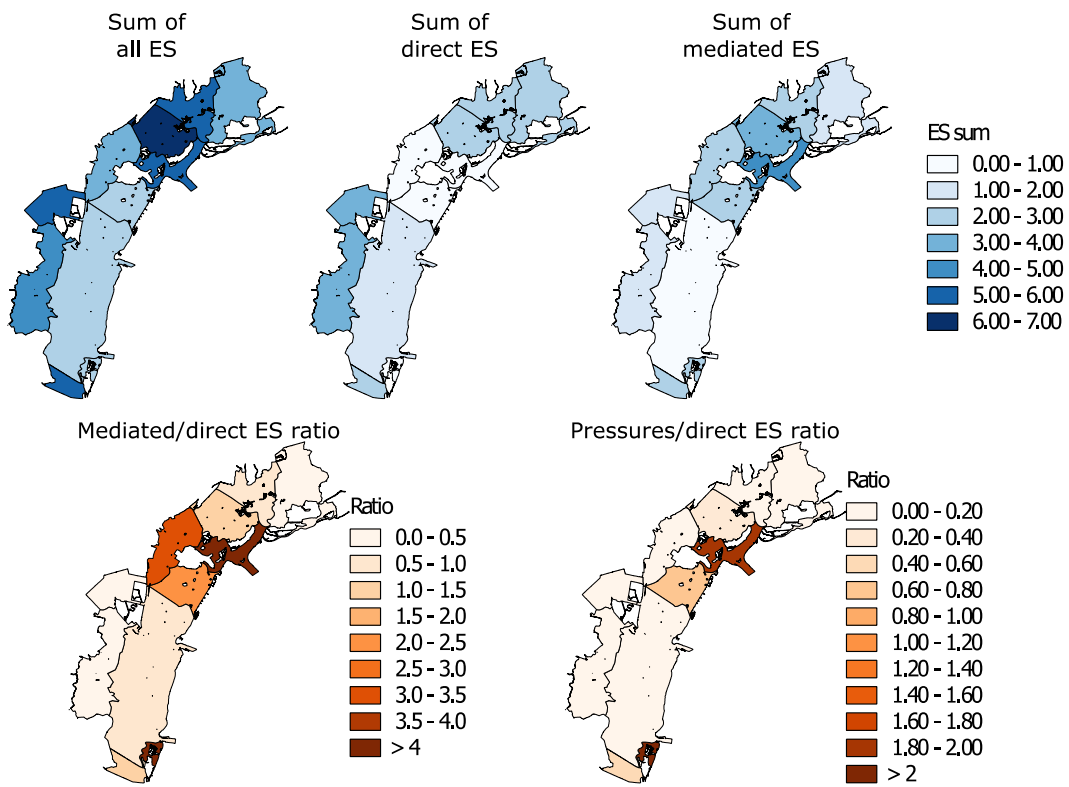 Sum of
all ES
Sum of
direct ES
Sum of
mediated ES
ES sum
0.00 - 1.00
1.00 - 2.00
2.00 - 3.00
3.00 - 4.00
4.00 - 5.00
5.00 - 6.00
6.00 - 7.00
Mediated/direct ES ratio
Ratio
0.0 - 0.5
0.5 - 1.0
1.0 - 1.5
1.5 - 2.0
2.0 - 2.5
2.5 - 3.0
3.0 - 3.5
3.5 - 4.0
> 4
Pressures/direct ES ratio
Ratio
0.00 - 0.20
0.20 - 0.40
0.40 - 0.60
0.60 - 0.80
0.80 - 1.00
1.00 - 1.20
1.20 - 1.40
1.40 - 1.60
1.60 - 1.80
1.80 - 2.00
> 2